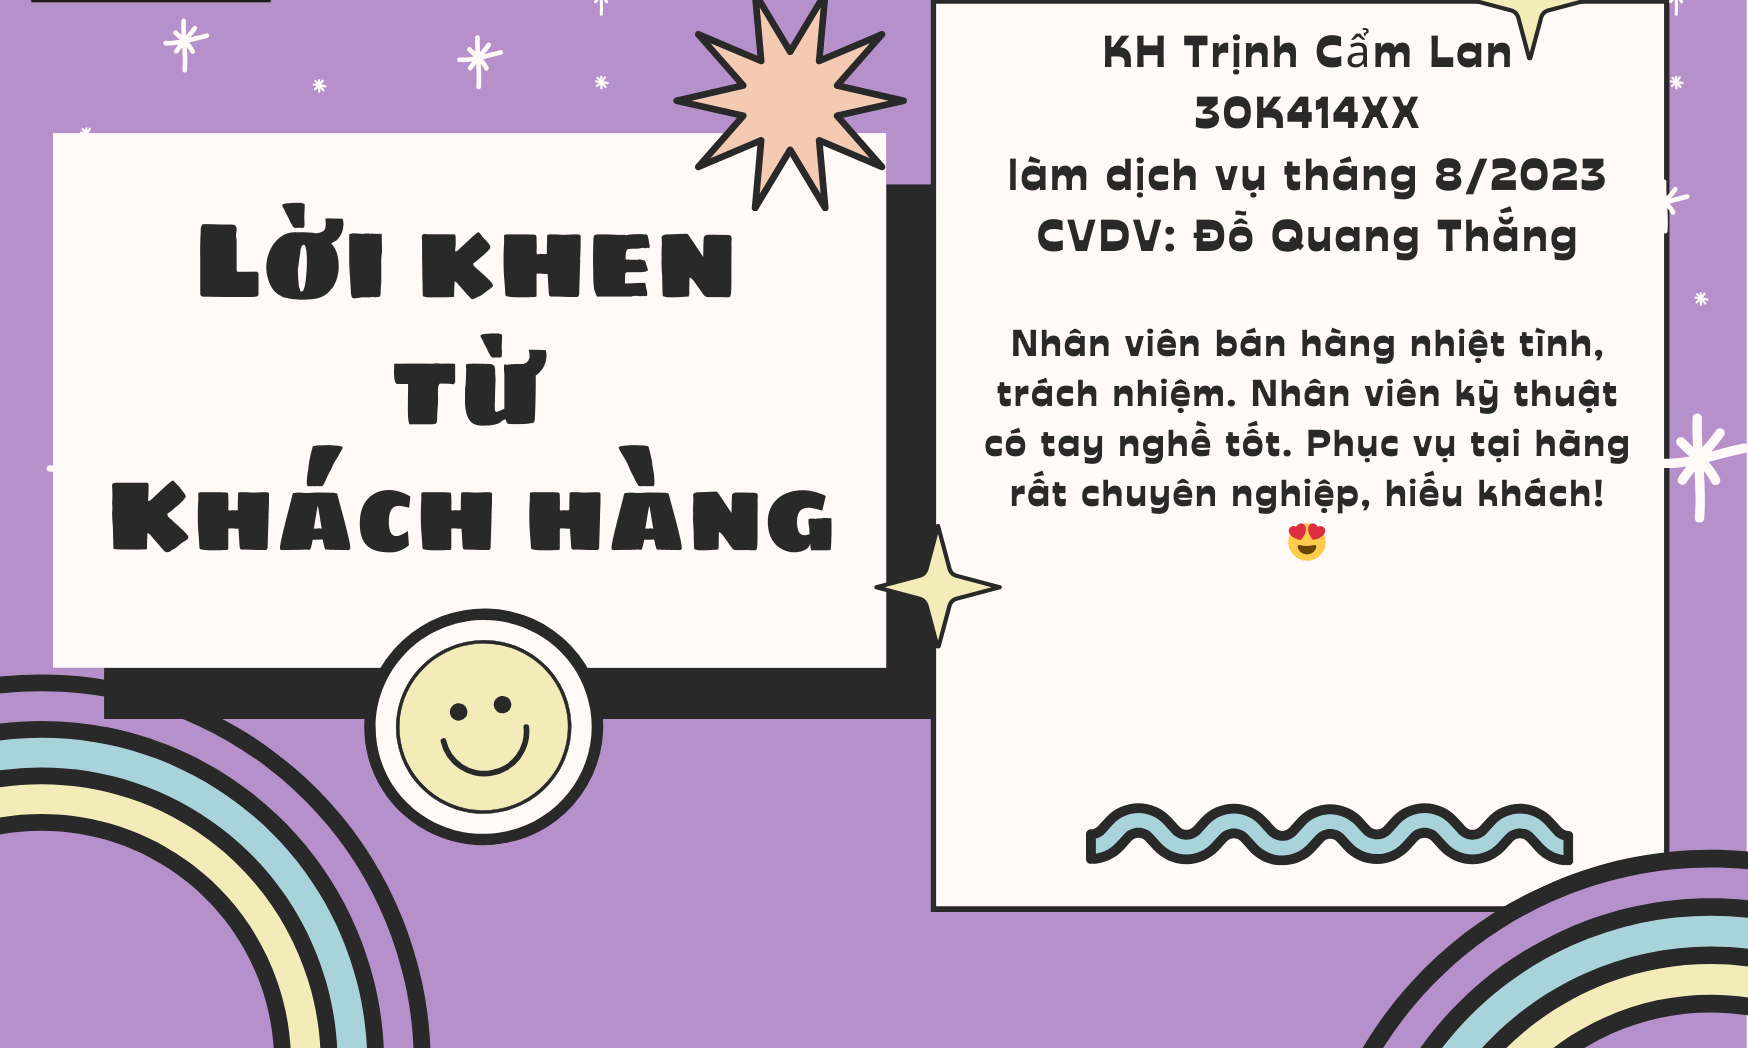 LỜI KHEN
TỪ
KHÁCH HÀNG
KH Trịnh Cẩm Lan
30K414XX
làm dịch vụ tháng 8/2023
CVDV: Đỗ Quang Thắng
Nhân viên bán hàng nhiệt tình,
trách nhiệm. Nhân viên kỹ thuật
có tay nghề tốt. Phục vụ tại hãng
rất chuyên nghiệp, hiếu khách!
😍